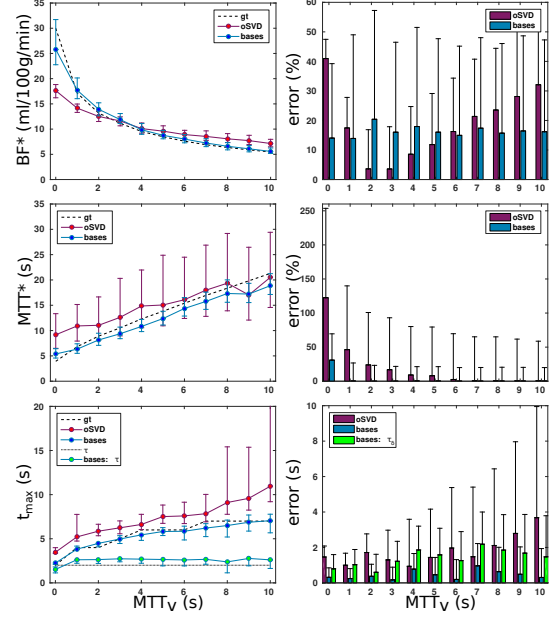 BF* (ml/100g/min)
35
30
25
20
15
10
5
0
gt
oSVD
bases
0 2 4 6 8 10
error (%)
60
50
40
30
20
10
0
oSVD
bases
0 1 2 3 4 5 6 7 8 9 10
MTT* (s)
35
30
25
20
15
10
5
0
gt
oSVD
bases
0 2 4 6 8 10
error (%)
250
200
150
100
50
0
oSVD
bases
0 1 2 3 4 5 6 7 8 9 10
tmax (s)
20
15
10
5
0
gt
oSVD
bases
τ
bases: τ
0 2 4 6 8 10
MTTV (s)
error (s)
10
8
6
4
2
0
oSVD
bases
bases: τδ
0 1 2 3 4 5 6 7 8 9 10
MTTV (s)